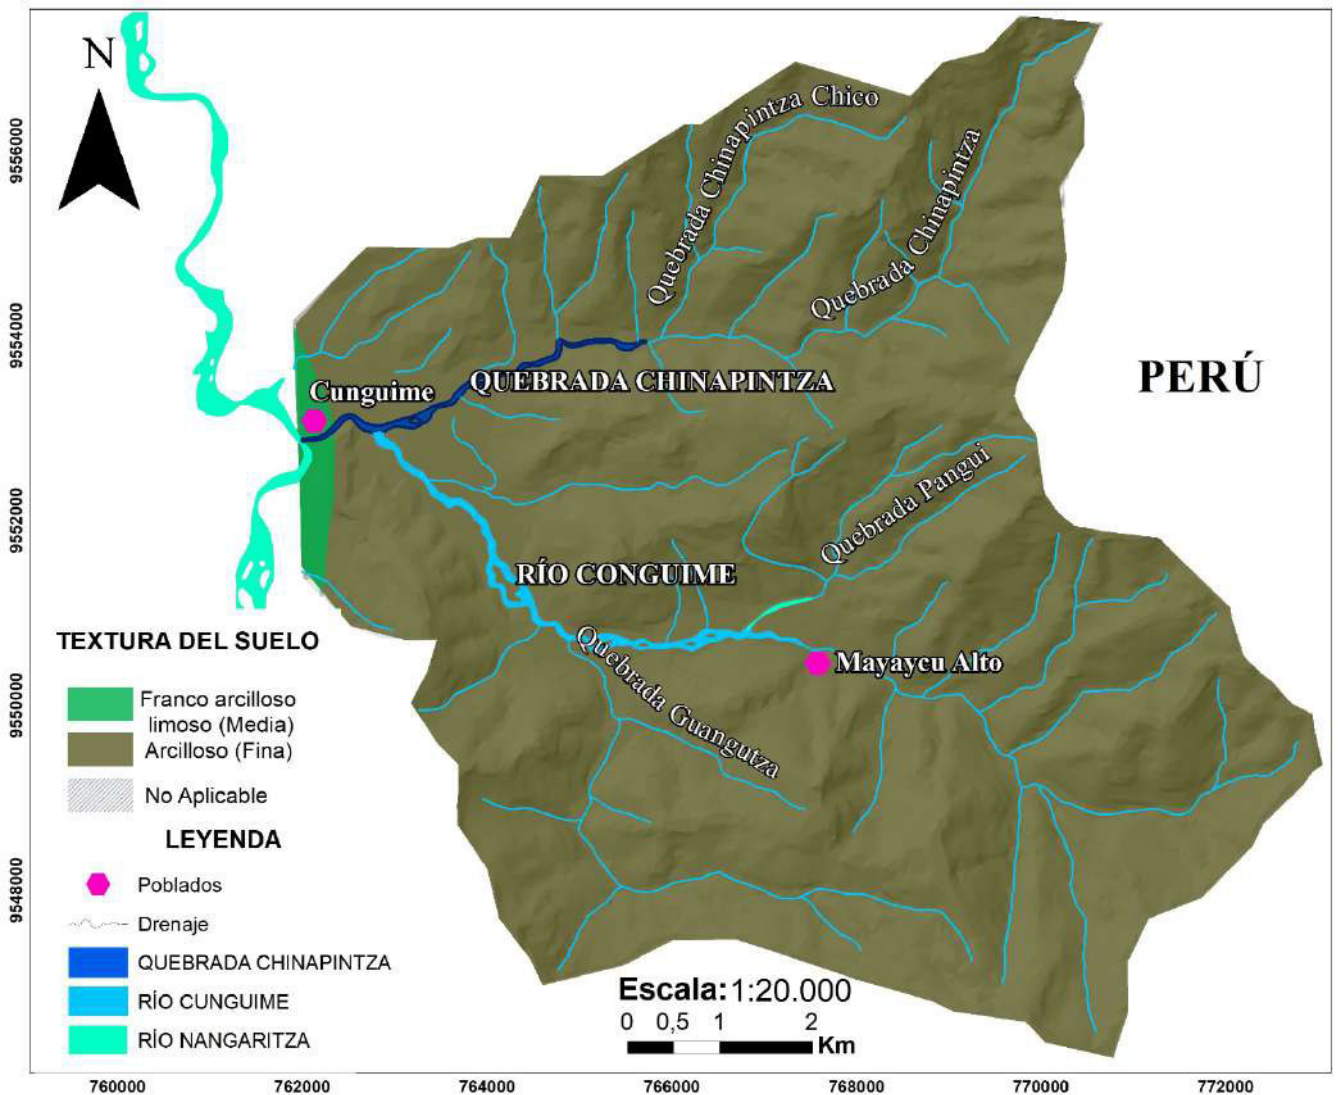 N
9556000
9554000
9552000
9550000
9548000
Quebrada Chinapintza Chico
Quebrada Chinapintza
PERÚ
Cunguime
QUEBRADA CHINAPINTZA
Quebrada Pangui
RÍO CONGUIME
Quebrada Guangutza
Mayaycu Alto
TEXTURA DEL SUELO
Franco arcilloso
limoso (Media)
Arcilloso (Fina)
No Aplicable
LEYENDA
Poblados
Drenaje
QUEBRADA CHINAPINTZA
RÍO CUNGUIME
RÍO NANGARITZA
Escala: 1:20.000
0 0,5 1 2
Km
760000 762000 764000 766000 768000 770000 772000